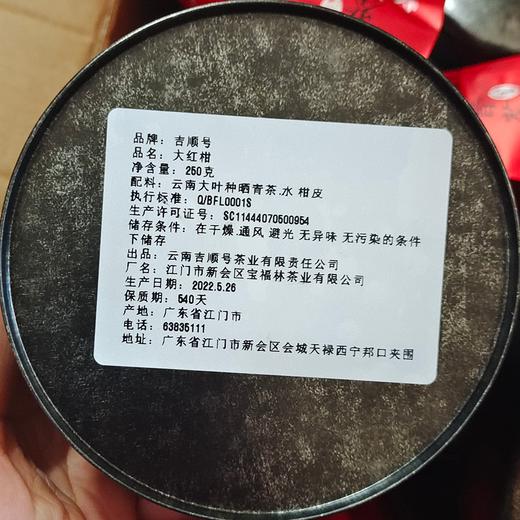 品牌: 吉顺号
品名: 大红柑
净含量: 250克
配料: 云南大叶种晒青茶.水 柑皮
执行标准: Q/BFL0001S
生产许可证号: SC11444070500954
储存条件: 在干燥.通风 避光 无异味 无污染的条件
下储存
出品: 云南吉顺号茶业有限责任公司
厂名: 江门市新会区宝福林茶业有限公司
生产日期: 2022.5.26
保质期: 540天
产地: 广东省江门市
电话: 63835111
地址: 广东省江门市新会区会城天禄西宁邦口夹围